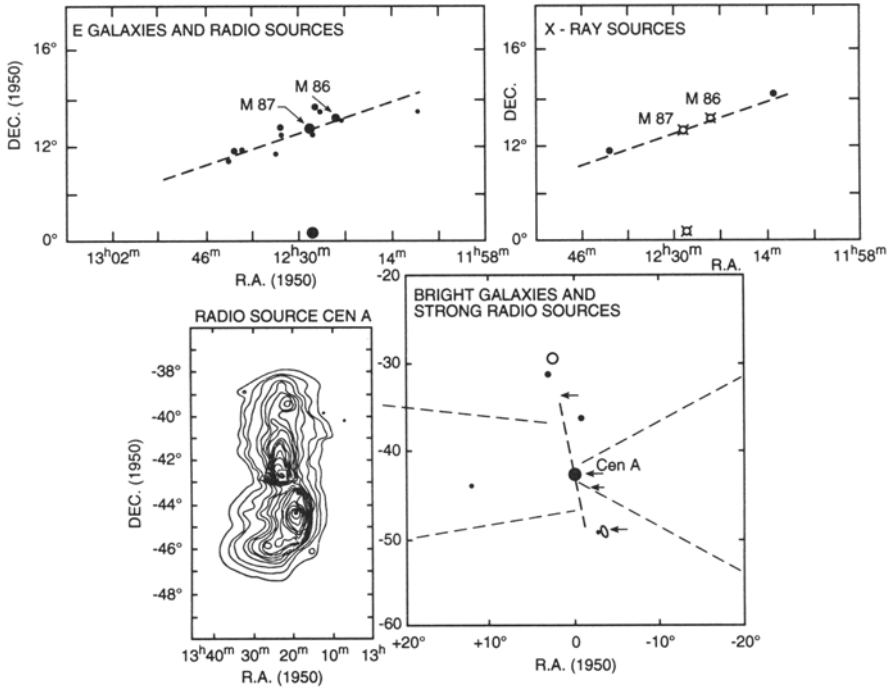 E GALAXIES AND RADIO SOURCES
16°
12°
0°
DEC. (1950)
M 86
M 87
13ʰ02ᵐ
46ᵐ
12ʰ30ᵐ
14ᵐ
11ʰ58ᵐ
R.A. (1950)
X - RAY SOURCES
16°
12°
0°
DEC.
M 86
M 87
46ᵐ
12ʰ30ᵐ
14ᵐ
11ʰ58ᵐ
R.A.
RADIO SOURCE CEN A
-38°
-40°
-42°
-44°
-46°
-48°
DEC. (1950)
13ʰ40ᵐ
30ᵐ
20ᵐ
10ᵐ
13ʰ
R.A. (1950)
BRIGHT GALAXIES AND
STRONG RADIO SOURCES
-20
-30
-40
-50
-60
Cen A
+20°
+10°
0
-10°
-20°
R.A. (1950)